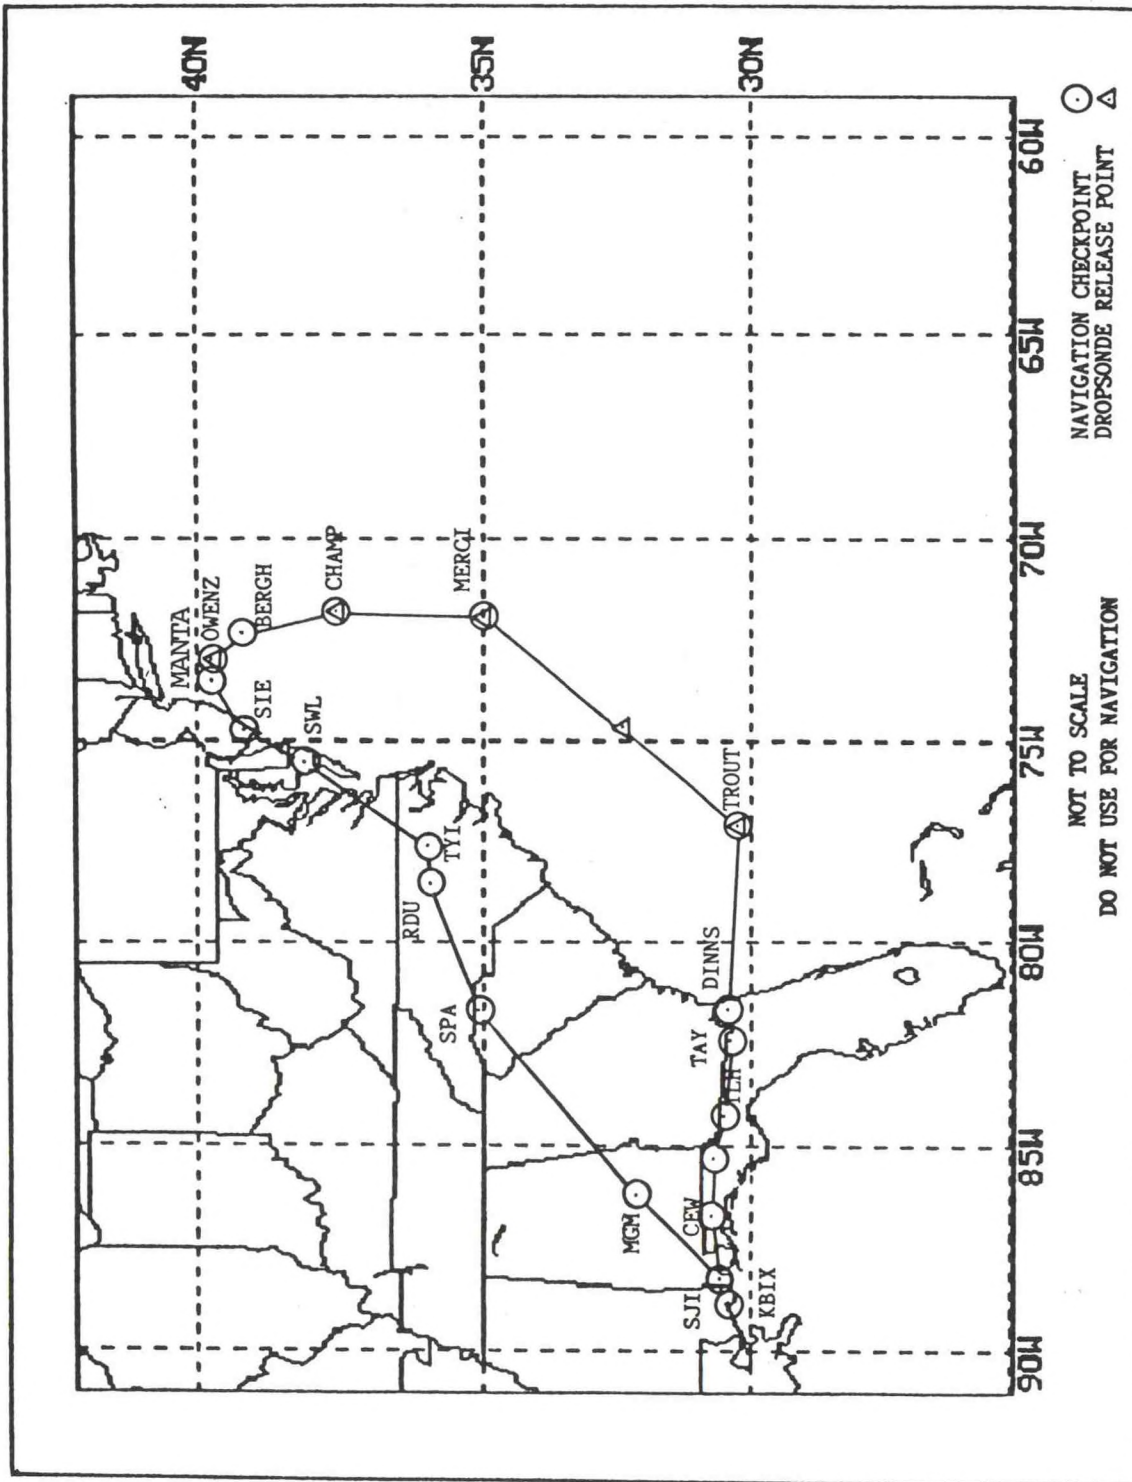 40N
35N
30N
60W
65W
70W
75W
80W
85W
90W
MANTA
OWENZ
BERGH
CHAMP
MERCI
SIE
SWL
TYI
RDU
SPA
TROUT
DINNS
TAY
TLH
MGM
CEW
SJI
KBIX
NAVIGATION CHECKPOINT
DROPSONDE RELEASE POINT
NOT TO SCALE
DO NOT USE FOR NAVIGATION